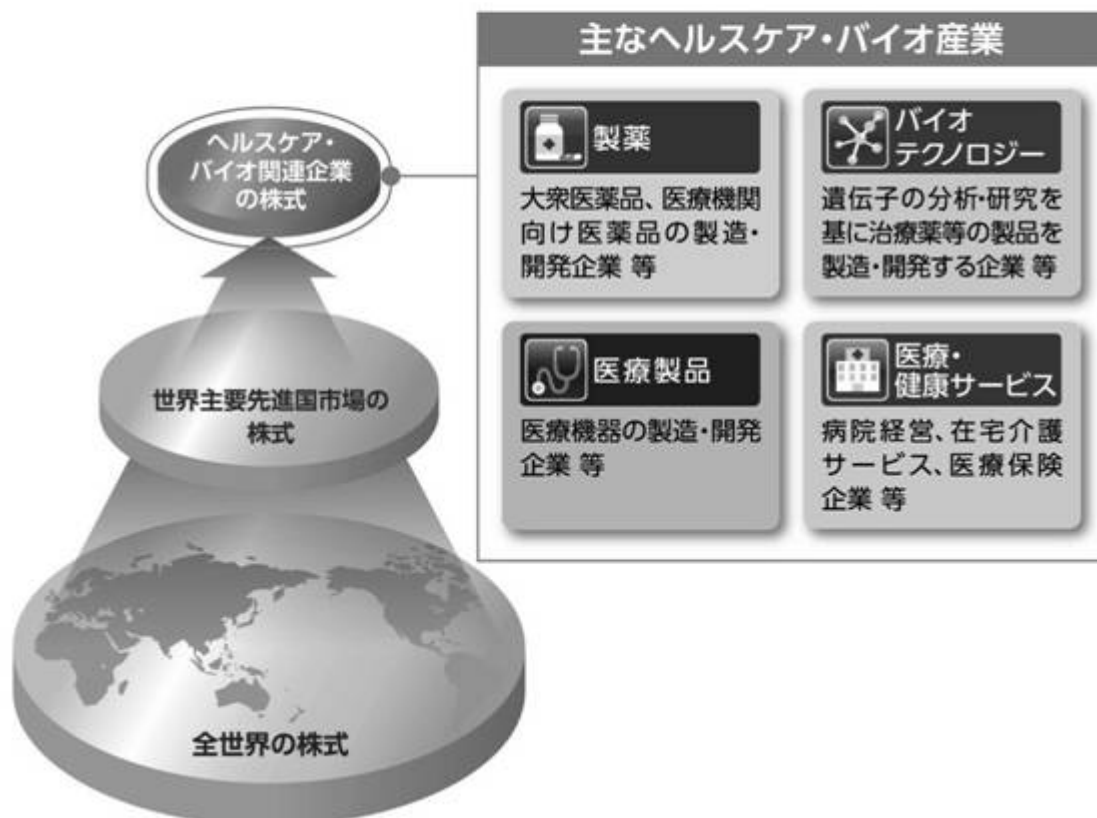 主なヘルスケア・バイオ産業
ヘルスケア・
バイオ関連企業
の株式
製薬
大衆医薬品、医療機関
向け医薬品の製造・
開発企業 等
バイオ
テクノロジー
遺伝子の分析・研究を
基に治療薬等の製品を
製造・開発する企業 等
医療製品
医療機器の製造・開発
企業 等
医療・
健康サービス
病院経営、在宅介護
サービス、医療保険
企業 等
世界主要先進国市場の
株式
全世界の株式